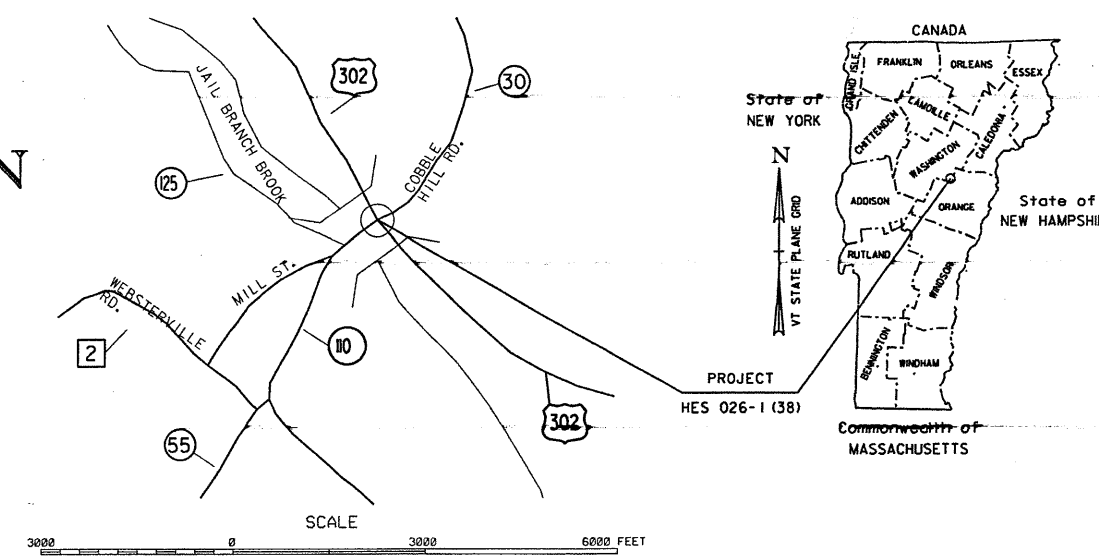 N
JAIL BRANCH BROOK
302
30
COBBLE
HILL RD.
125
WEBSTERVILLE
RD.
MILL ST.
2
110
55
302
PROJECT
HES 026-1 (38)
SCALE
3000
0
3000
6000 FEET
CANADA
State of
NEW YORK
N
VT STATE PLANE GRID
GRAND ISLE
FRANKLIN
ORLEANS
ESSEX
LAMOILLE
CHITTENDEN
CALEDONIA
WASHINGTON
ADDISON
ORANGE
State of
NEW HAMPSHI
RUTLAND
WINDSOR
BENNINGTON
WINDHAM
Commonwealth of
MASSACHUSETTS